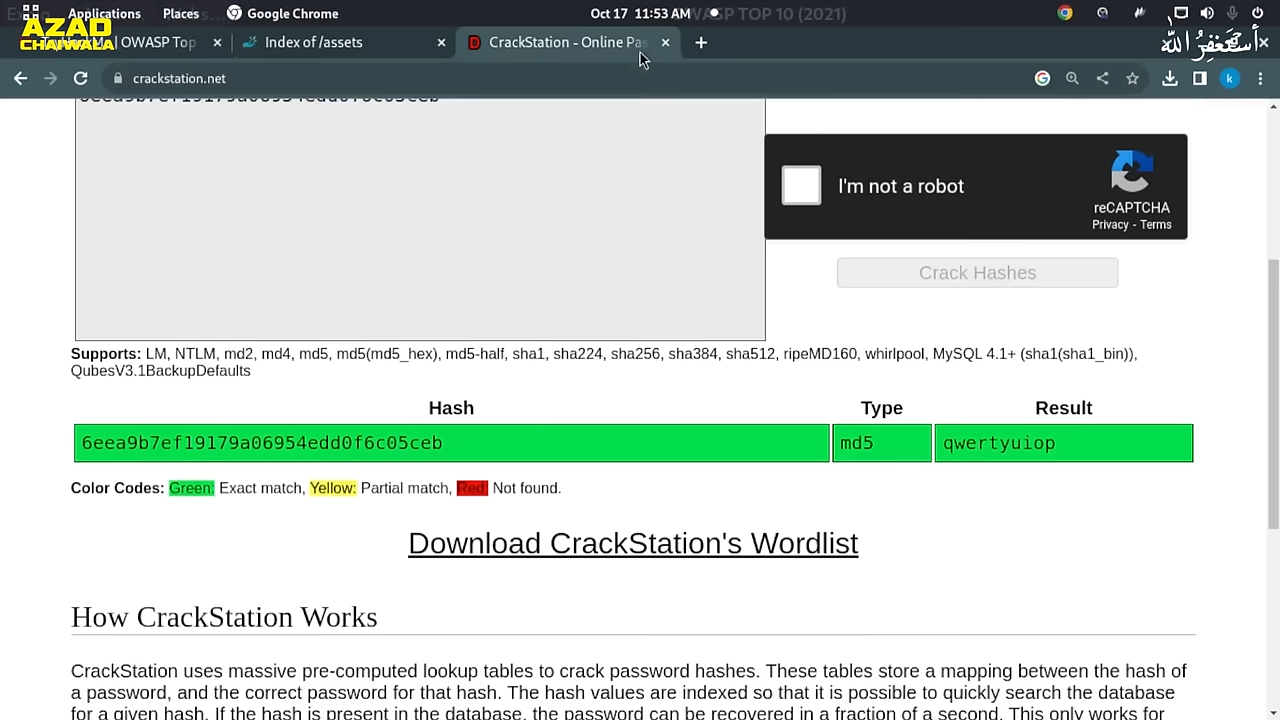 Applications Places Google Chrome Oct 17 11:53 AM OWASP TOP 10 (2021)
AZAD
CHAIWALA
OWASP Top Index of /assets CrackStation - Online Pas
أستغفر الله
crackstation.net k
6eea9b7ef19179a06954edd0f6c05ceb
I'm not a robot
reCAPTCHA
Privacy - Terms
Crack Hashes
Supports: LM, NTLM, md2, md4, md5, md5(md5_hex), md5-half, sha1, sha224, sha256, sha384, sha512, ripeMD160, whirlpool, MySQL 4.1+ (sha1(sha1_bin)),
QubesV3.1BackupDefaults
Hash Type Result
6eea9b7ef19179a06954edd0f6c05ceb md5 qwertyuiop
Color Codes: Green: Exact match, Yellow: Partial match, Red: Not found.
Download CrackStation's Wordlist
How CrackStation Works
CrackStation uses massive pre-computed lookup tables to crack password hashes. These tables store a mapping between the hash of
a password, and the correct password for that hash. The hash values are indexed so that it is possible to quickly search the database
for a given hash. If the hash is present in the database, the password can be recovered in a fraction of a second. This only works for